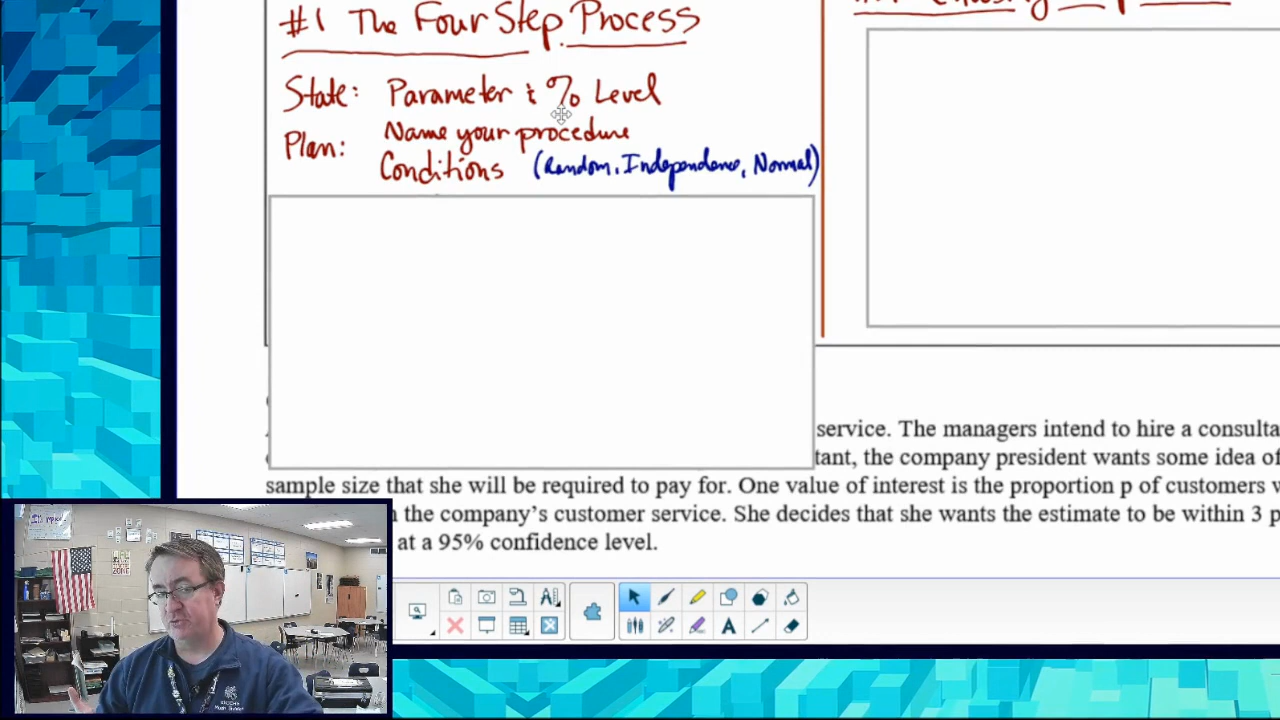 #1 The Four Step Process
State: Parameter & % Level
Plan: Name your procedure
Conditions (Random, Independence, Normal)
service. The managers intend to hire a consulta
tant, the company president wants some idea of
sample size that she will be required to pay for. One value of interest is the proportion p of customers
the company's customer service. She decides that she wants the estimate to be within 3 p
at a 95% confidence level.